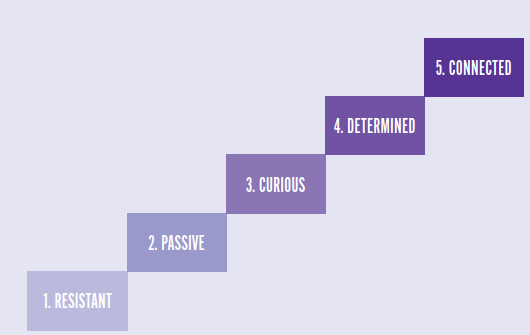 5. CONNECTED
4. DETERMINED
3. CURIOUS
2. PASSIVE
1. RESISTANT